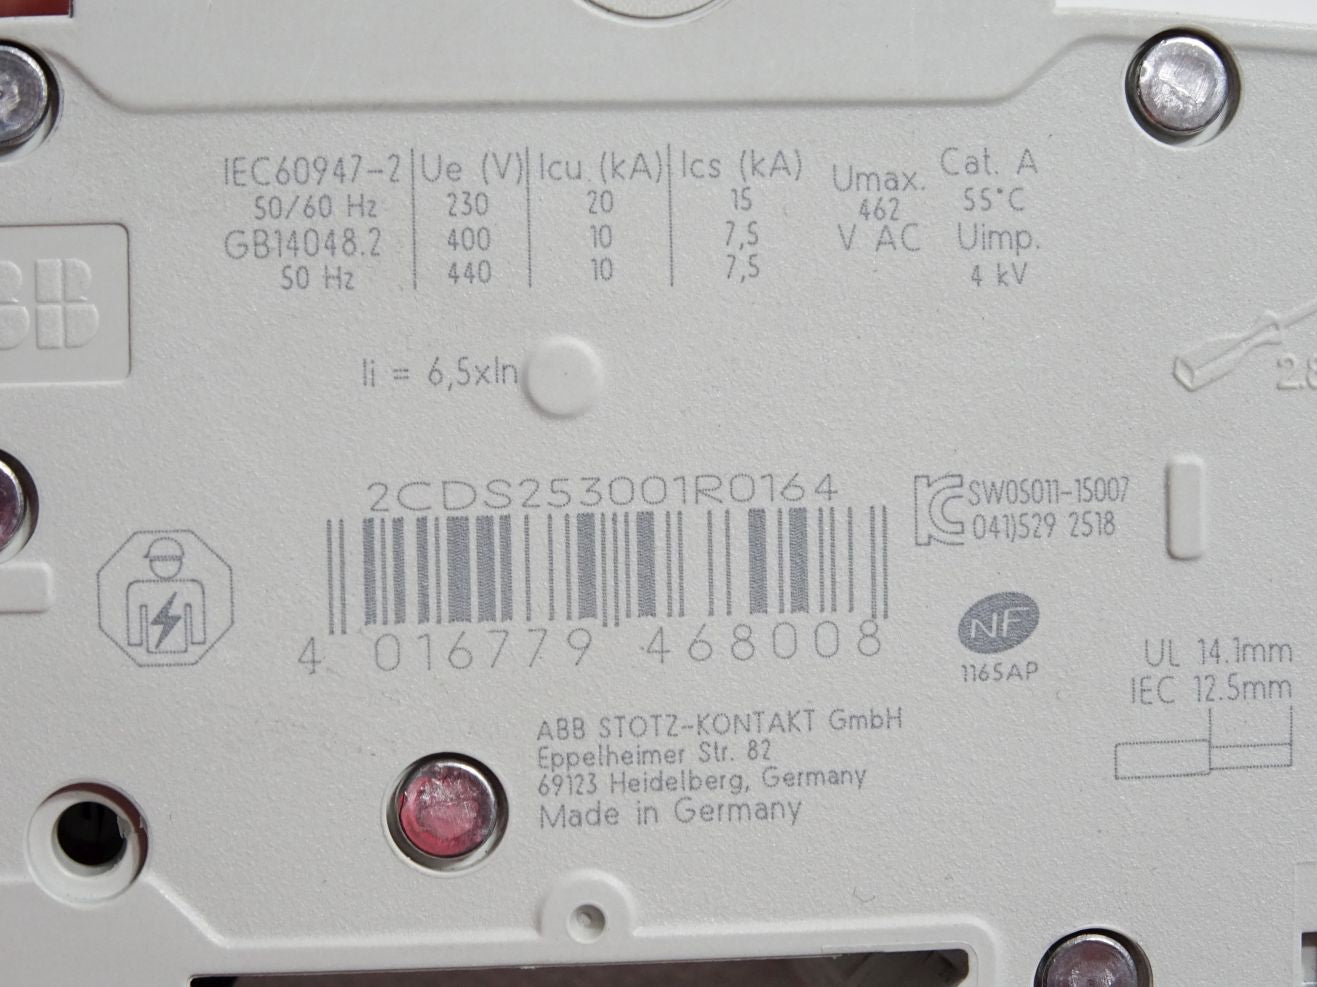 IEC60947-2 Ue (V) Icu (kA) Ics (kA) Umax. Cat. A
50/60 Hz 230 20 15 462 55°C
GB14048.2 400 10 7,5 V AC Uimp.
50 Hz 440 10 7,5 4 kV
Ii = 6,5xIn
2.8
2CDS253001R0164
4 016779 468008
SW05011-15007
041)529 2518
NF
1165AP
UL 14.1mm
IEC 12.5mm
ABB STOTZ-KONTAKT GmbH
Eppelheimer Str. 82
69123 Heidelberg, Germany
Made in Germany